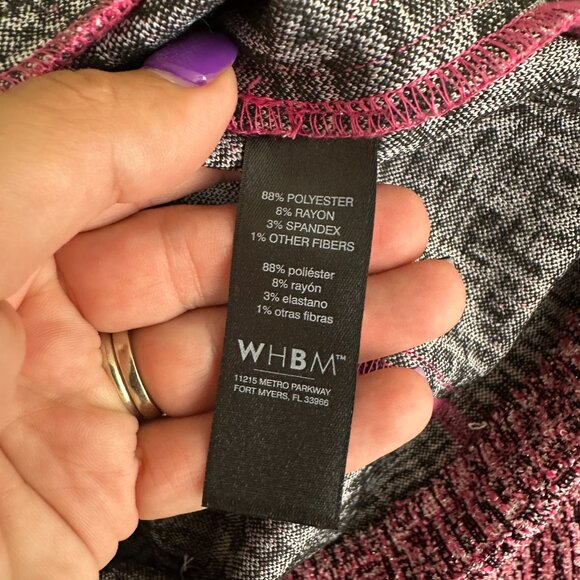 88% POLYESTER
8% RAYON
3% SPANDEX
1% OTHER FIBERS
88% poliéster
8% rayón
3% elastano
1% otras fibras
WHBM™
11215 METRO PARKWAY
FORT MYERS, FL 33966